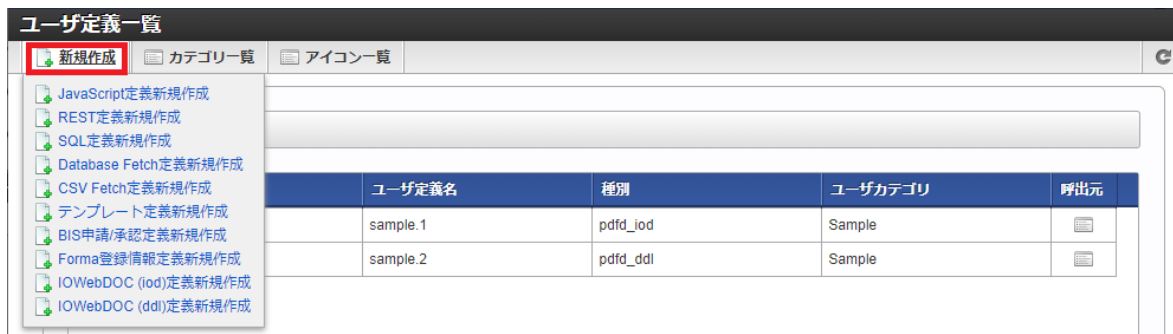 ユーザ定義一覧
新規作成 カテゴリ一覧 アイコン一覧
JavaScript定義新規作成
REST定義新規作成
SQL定義新規作成
Database Fetch定義新規作成
CSV Fetch定義新規作成
テンプレート定義新規作成
BIS申請/承認定義新規作成
Forma登録情報定義新規作成
IOWebDOC (iod)定義新規作成
IOWebDOC (ddl)定義新規作成
ユーザ定義名 種別 ユーザカテゴリ 呼出元
sample.1 pdfd_iod Sample
sample.2 pdfd_ddl Sample